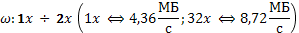 ω: 1x ÷ 2x (1x ⇔ 4,36 МБ/с ; 32x ⇔ 8,72 МБ/с)